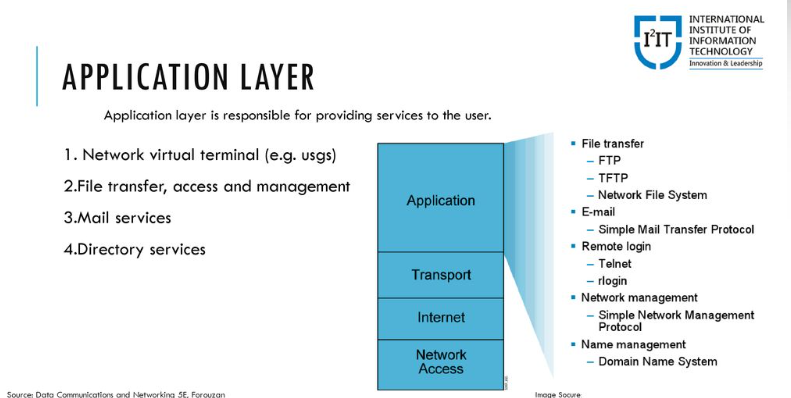 INTERNATIONAL
INSTITUTE OF
INFORMATION
TECHNOLOGY
Innovation & Leadership
I²IT
APPLICATION LAYER
Application layer is responsible for providing services to the user.
1. Network virtual terminal (e.g. usgs)
2.File transfer, access and management
3.Mail services
4.Directory services
Application
Transport
Internet
Network
Access
▪ File transfer
– FTP
– TFTP
– Network File System
▪ E-mail
– Simple Mail Transfer Protocol
▪ Remote login
– Telnet
– rlogin
▪ Network management
– Simple Network Management
Protocol
▪ Name management
– Domain Name System
Source: Data Communications and Networking 5E, Forouzan
Image Socure